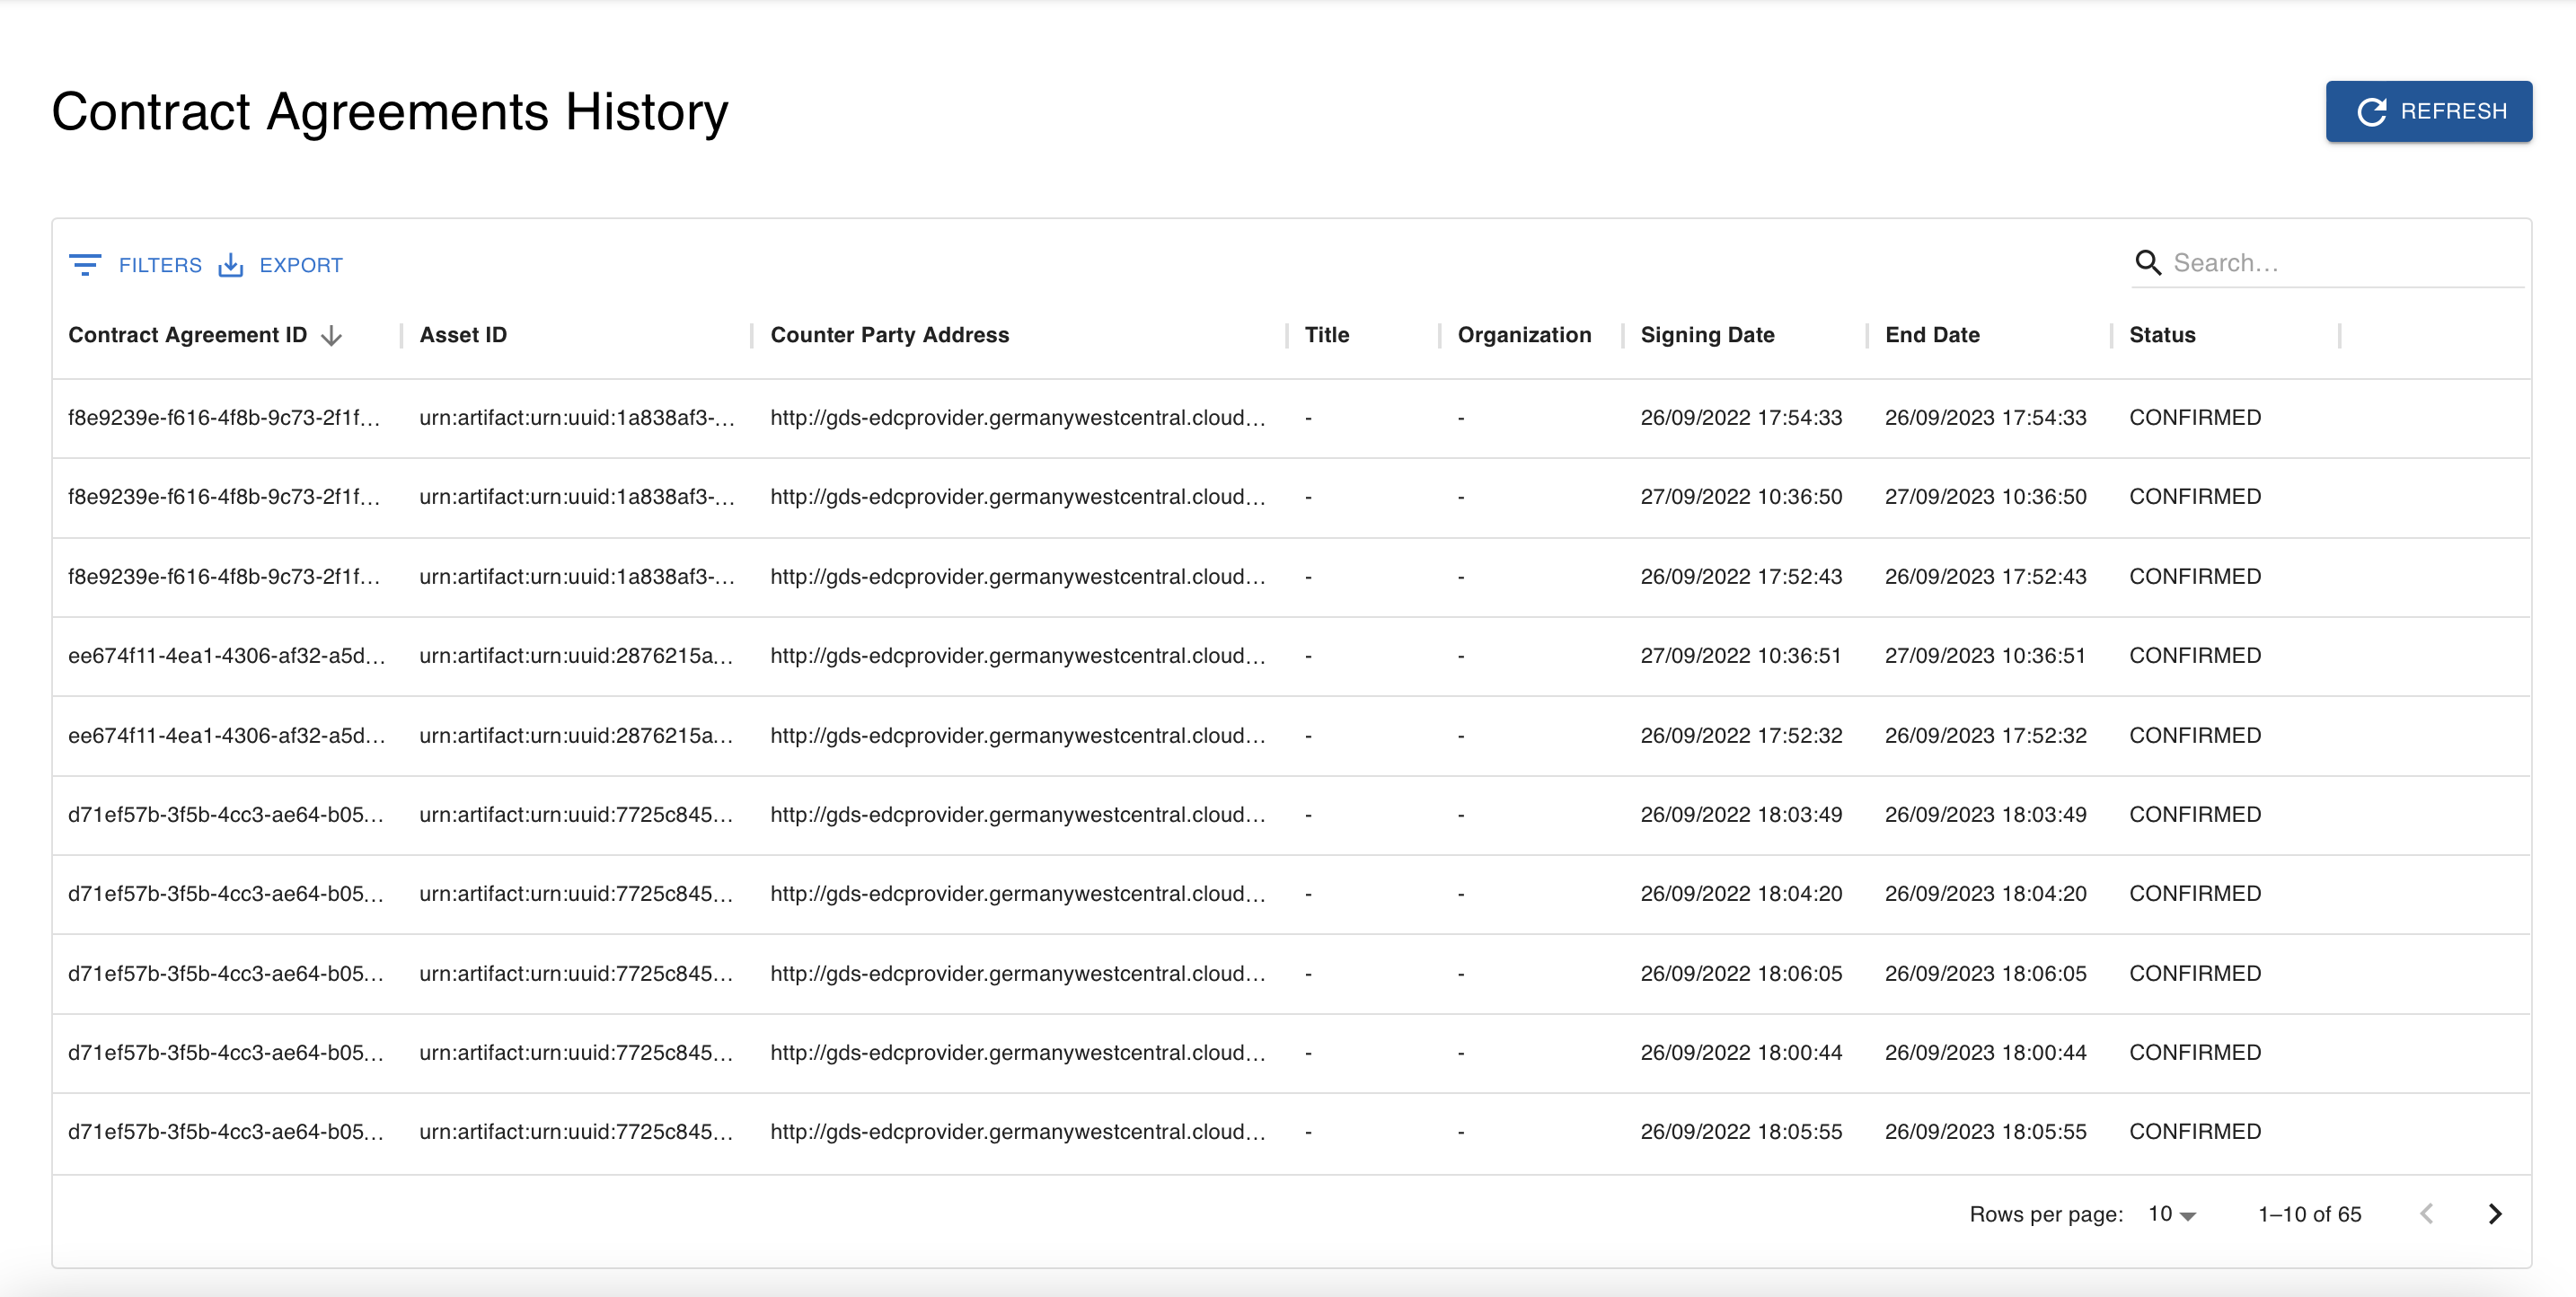 Contract Agreements History
REFRESH
FILTERS EXPORT
Search...
Contract Agreement ID Asset ID Counter Party Address Title Organization Signing Date End Date Status
f8e9239e-f616-4f8b-9c73-2f1f... urn:artifact:urn:uuid:1a838af3-... http://gds-edcprovider.germanywestcentral.cloud... - - 26/09/2022 17:54:33 26/09/2023 17:54:33 CONFIRMED
f8e9239e-f616-4f8b-9c73-2f1f... urn:artifact:urn:uuid:1a838af3-... http://gds-edcprovider.germanywestcentral.cloud... - - 27/09/2022 10:36:50 27/09/2023 10:36:50 CONFIRMED
f8e9239e-f616-4f8b-9c73-2f1f... urn:artifact:urn:uuid:1a838af3-... http://gds-edcprovider.germanywestcentral.cloud... - - 26/09/2022 17:52:43 26/09/2023 17:52:43 CONFIRMED
ee674f11-4ea1-4306-af32-a5d... urn:artifact:urn:uuid:2876215a... http://gds-edcprovider.germanywestcentral.cloud... - - 27/09/2022 10:36:51 27/09/2023 10:36:51 CONFIRMED
ee674f11-4ea1-4306-af32-a5d... urn:artifact:urn:uuid:2876215a... http://gds-edcprovider.germanywestcentral.cloud... - - 26/09/2022 17:52:32 26/09/2023 17:52:32 CONFIRMED
d71ef57b-3f5b-4cc3-ae64-b05... urn:artifact:urn:uuid:7725c845... http://gds-edcprovider.germanywestcentral.cloud... - - 26/09/2022 18:03:49 26/09/2023 18:03:49 CONFIRMED
d71ef57b-3f5b-4cc3-ae64-b05... urn:artifact:urn:uuid:7725c845... http://gds-edcprovider.germanywestcentral.cloud... - - 26/09/2022 18:04:20 26/09/2023 18:04:20 CONFIRMED
d71ef57b-3f5b-4cc3-ae64-b05... urn:artifact:urn:uuid:7725c845... http://gds-edcprovider.germanywestcentral.cloud... - - 26/09/2022 18:06:05 26/09/2023 18:06:05 CONFIRMED
d71ef57b-3f5b-4cc3-ae64-b05... urn:artifact:urn:uuid:7725c845... http://gds-edcprovider.germanywestcentral.cloud... - - 26/09/2022 18:00:44 26/09/2023 18:00:44 CONFIRMED
d71ef57b-3f5b-4cc3-ae64-b05... urn:artifact:urn:uuid:7725c845... http://gds-edcprovider.germanywestcentral.cloud... - - 26/09/2022 18:05:55 26/09/2023 18:05:55 CONFIRMED
Rows per page: 10 1–10 of 65